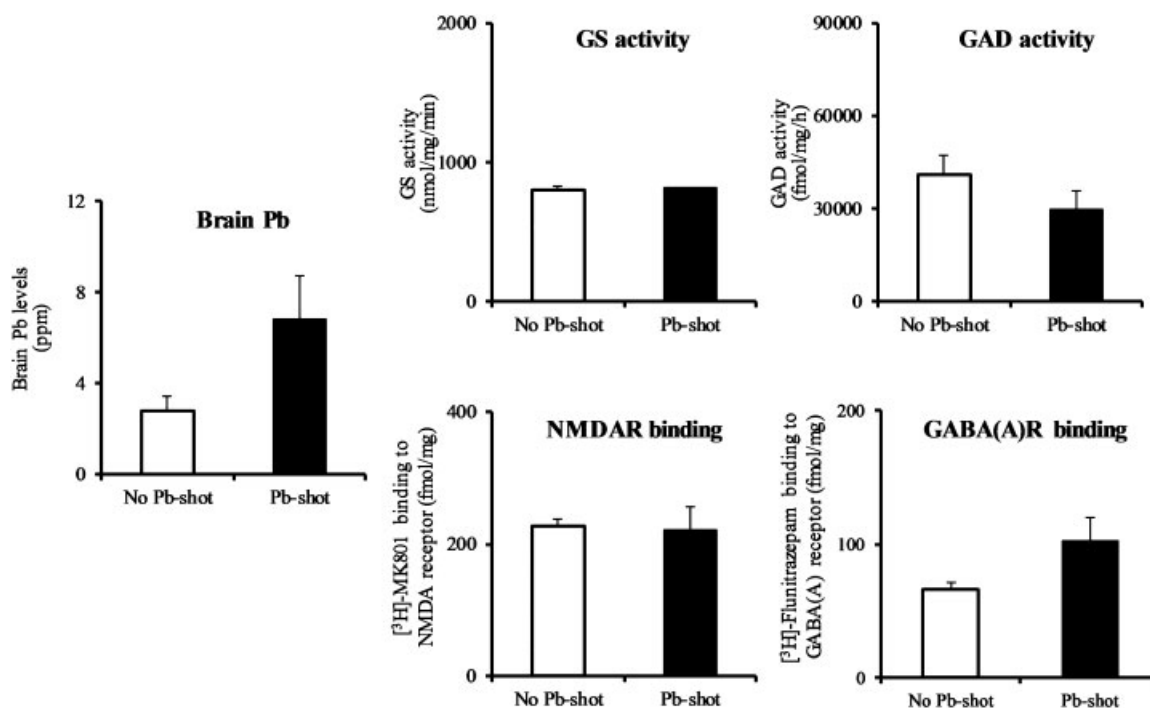 Brain Pb
Brain Pb levels
(ppm)
12
8
4
0
No Pb-shot
Pb-shot
GS activity
GS activity
(nmol/mg/min)
2000
1000
0
No Pb-shot
Pb-shot
GAD activity
GAD activity
(fmol/mg/h)
90000
60000
30000
0
No Pb-shot
Pb-shot
NMDAR binding
[³H]-MK801 binding to
NMDA receptor (fmol/mg)
400
200
0
No Pb-shot
Pb-shot
GABA(A)R binding
[³H]-Flunitrazepam binding to
GABA(A) receptor (fmol/mg)
200
100
0
No Pb-shot
Pb-shot